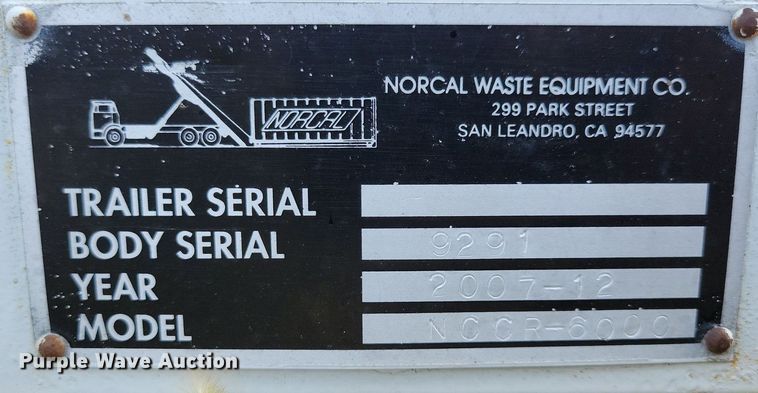 NORCAL
NORCAL WASTE EQUIPMENT CO.
299 PARK STREET
SAN LEANDRO, CA 94577
TRAILER SERIAL
BODY SERIAL 9291
YEAR 2007-12
MODEL NCCR-6000
Purple Wave Auction